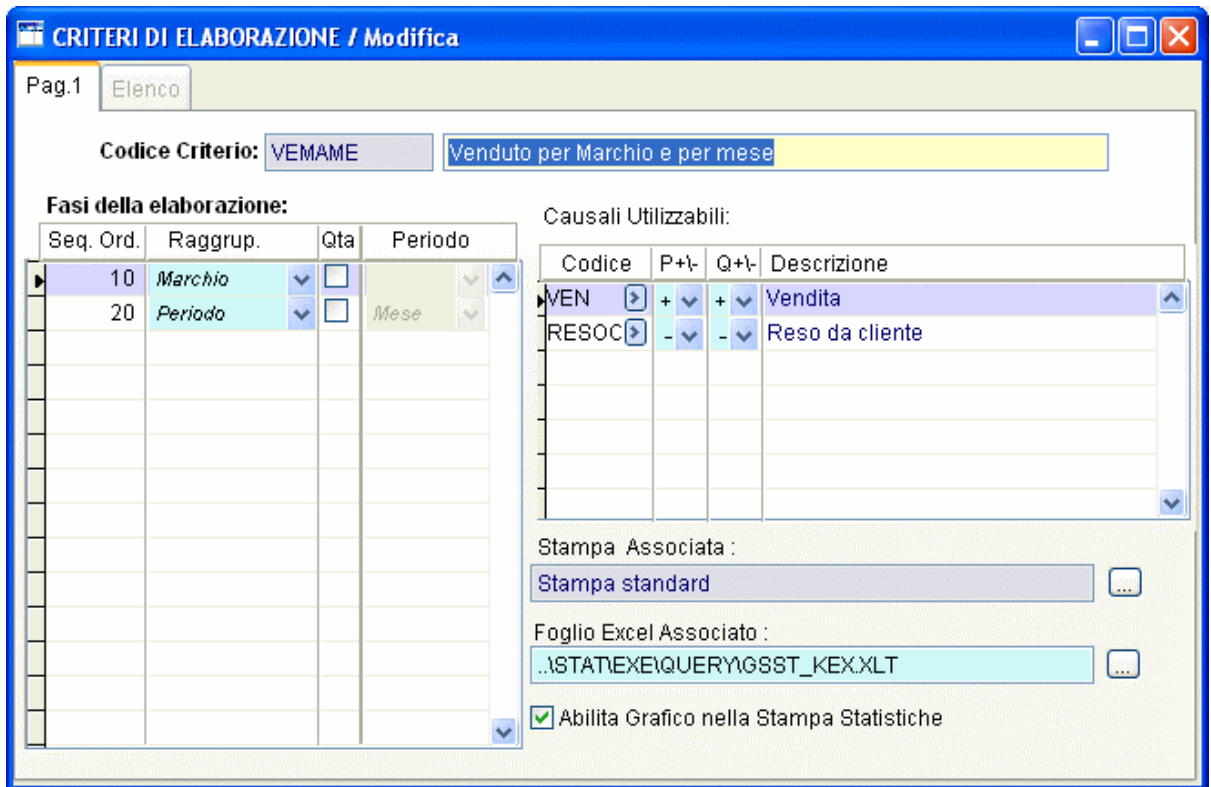 CRITERI DI ELABORAZIONE / Modifica
Pag.1 Elenco
Codice Criterio: VEMAME Venduto per Marchio e per mese
Fasi della elaborazione:
Seq. Ord. Raggrup. Qta Periodo
10 Marchio
20 Periodo Mese
Causali Utilizzabili:
Codice P+\- Q+\- Descrizione
VEN + + Vendita
RESOC - - Reso da cliente
Stampa Associata :
Stampa standard
...
Foglio Excel Associato :
..\STAT\EXE\QUERY\GSST_KEX.XLT
...
Abilita Grafico nella Stampa Statistiche